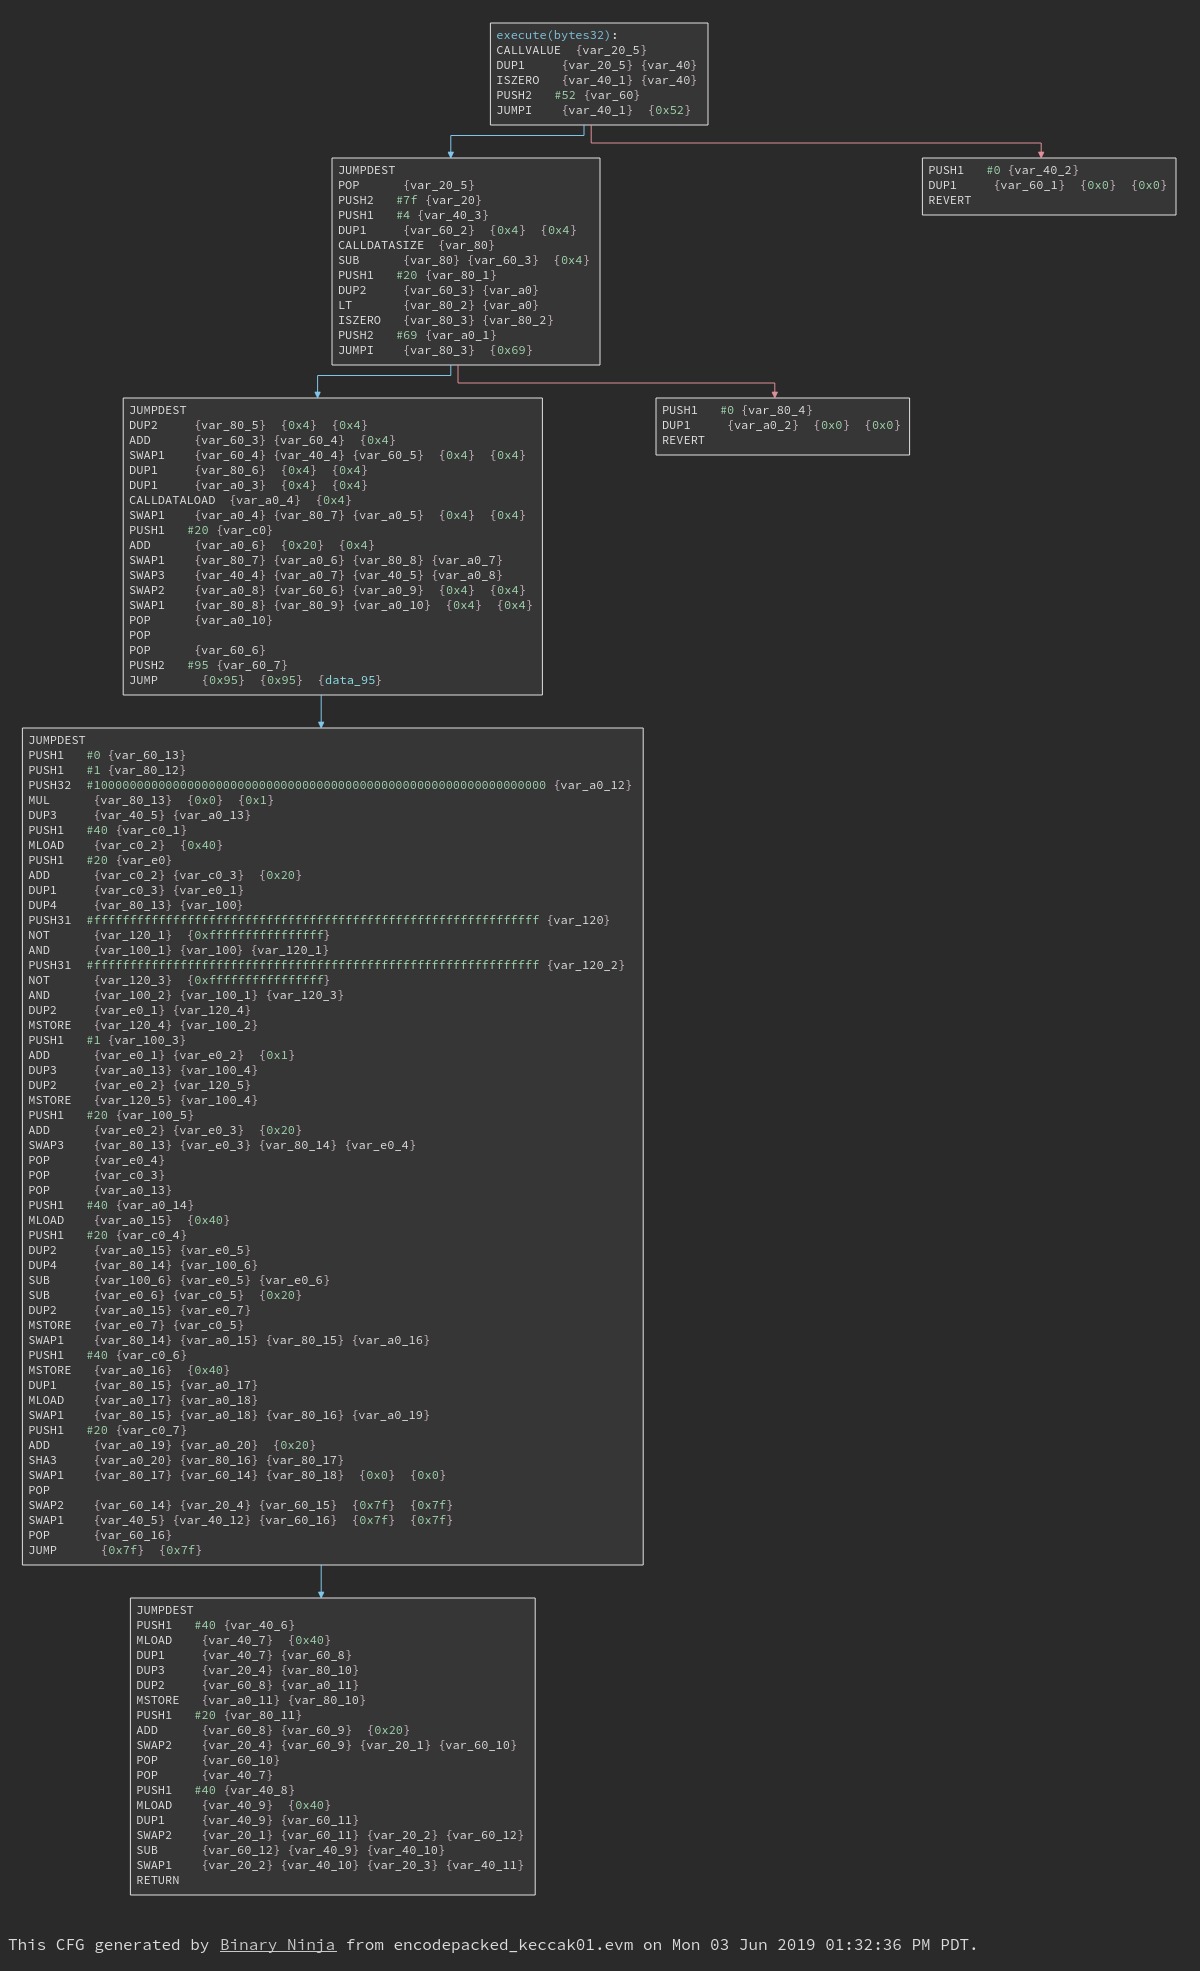 execute(bytes32):
CALLVALUE {var_20_5}
DUP1 {var_20_5} {var_40}
ISZERO {var_40_1} {var_40}
PUSH2 #52 {var_60}
JUMPI {var_40_1} {0x52}
JUMPDEST
POP {var_20_5}
PUSH2 #7f {var_20}
PUSH1 #4 {var_40_3}
DUP1 {var_60_2} {0x4} {0x4}
CALLDATASIZE {var_80}
SUB {var_80} {var_60_3} {0x4}
PUSH1 #20 {var_80_1}
DUP2 {var_60_3} {var_a0}
LT {var_80_2} {var_a0}
ISZERO {var_80_3} {var_80_2}
PUSH2 #69 {var_a0_1}
JUMPI {var_80_3} {0x69}
PUSH1 #0 {var_40_2}
DUP1 {var_60_1} {0x0} {0x0}
REVERT
JUMPDEST
DUP2 {var_80_5} {0x4} {0x4}
ADD {var_60_3} {var_60_4} {0x4}
SWAP1 {var_60_4} {var_40_4} {var_60_5} {0x4} {0x4}
DUP1 {var_80_6} {0x4} {0x4}
DUP1 {var_a0_3} {0x4} {0x4}
CALLDATALOAD {var_a0_4} {0x4}
SWAP1 {var_a0_4} {var_80_7} {var_a0_5} {0x4} {0x4}
PUSH1 #20 {var_c0}
ADD {var_a0_6} {0x20} {0x4}
SWAP1 {var_80_7} {var_a0_6} {var_80_8} {var_a0_7}
SWAP3 {var_40_4} {var_a0_7} {var_40_5} {var_a0_8}
SWAP2 {var_a0_8} {var_60_6} {var_a0_9} {0x4} {0x4}
SWAP1 {var_80_8} {var_80_9} {var_a0_10} {0x4} {0x4}
POP {var_a0_10}
POP
POP {var_60_6}
PUSH2 #95 {var_60_7}
JUMP {0x95} {0x95} {data_95}
PUSH1 #0 {var_80_4}
DUP1 {var_a0_2} {0x0} {0x0}
REVERT
JUMPDEST
PUSH1 #0 {var_60_13}
PUSH1 #1 {var_80_12}
PUSH32 #100000000000000000000000000000000000000000000000000000000000000 {var_a0_12}
MUL {var_80_13} {0x0} {0x1}
DUP3 {var_40_5} {var_a0_13}
PUSH1 #40 {var_c0_1}
MLOAD {var_c0_2} {0x40}
PUSH1 #20 {var_e0}
ADD {var_c0_2} {var_c0_3} {0x20}
DUP1 {var_c0_3} {var_e0_1}
DUP4 {var_80_13} {var_100}
PUSH31 #ffffffffffffffffffffffffffffffffffffffffffffffffffffffffffffff {var_120}
NOT {var_120_1} {0xffffffffffffffff}
AND {var_100_1} {var_100} {var_120_1}
PUSH31 #ffffffffffffffffffffffffffffffffffffffffffffffffffffffffffffff {var_120_2}
NOT {var_120_3} {0xffffffffffffffff}
AND {var_100_2} {var_100_1} {var_120_3}
DUP2 {var_e0_1} {var_120_4}
MSTORE {var_120_4} {var_100_2}
PUSH1 #1 {var_100_3}
ADD {var_e0_1} {var_e0_2} {0x1}
DUP3 {var_a0_13} {var_100_4}
DUP2 {var_e0_2} {var_120_5}
MSTORE {var_120_5} {var_100_4}
PUSH1 #20 {var_100_5}
ADD {var_e0_2} {var_e0_3} {0x20}
SWAP3 {var_80_13} {var_e0_3} {var_80_14} {var_e0_4}
POP {var_e0_4}
POP {var_c0_3}
POP {var_a0_13}
PUSH1 #40 {var_a0_14}
MLOAD {var_a0_15} {0x40}
PUSH1 #20 {var_c0_4}
DUP2 {var_a0_15} {var_e0_5}
DUP4 {var_80_14} {var_100_6}
SUB {var_100_6} {var_e0_5} {var_e0_6}
SUB {var_e0_6} {var_c0_5} {0x20}
DUP2 {var_a0_15} {var_e0_7}
MSTORE {var_e0_7} {var_c0_5}
SWAP1 {var_80_14} {var_a0_15} {var_80_15} {var_a0_16}
PUSH1 #40 {var_c0_6}
MSTORE {var_a0_16} {0x40}
DUP1 {var_80_15} {var_a0_17}
MLOAD {var_a0_17} {var_a0_18}
SWAP1 {var_80_15} {var_a0_18} {var_80_16} {var_a0_19}
PUSH1 #20 {var_c0_7}
ADD {var_a0_19} {var_a0_20} {0x20}
SHA3 {var_a0_20} {var_80_16} {var_80_17}
SWAP1 {var_80_17} {var_60_14} {var_80_18} {0x0} {0x0}
POP
SWAP2 {var_60_14} {var_20_4} {var_60_15} {0x7f} {0x7f}
SWAP1 {var_40_5} {var_40_12} {var_60_16} {0x7f} {0x7f}
POP {var_60_16}
JUMP {0x7f} {0x7f}
JUMPDEST
PUSH1 #40 {var_40_6}
MLOAD {var_40_7} {0x40}
DUP1 {var_40_7} {var_60_8}
DUP3 {var_20_4} {var_80_10}
DUP2 {var_60_8} {var_a0_11}
MSTORE {var_a0_11} {var_80_10}
PUSH1 #20 {var_80_11}
ADD {var_60_8} {var_60_9} {0x20}
SWAP2 {var_20_4} {var_60_9} {var_20_1} {var_60_10}
POP {var_60_10}
POP {var_40_7}
PUSH1 #40 {var_40_8}
MLOAD {var_40_9} {0x40}
DUP1 {var_40_9} {var_60_11}
SWAP2 {var_20_1} {var_60_11} {var_20_2} {var_60_12}
SUB {var_60_12} {var_40_9} {var_40_10}
SWAP1 {var_20_2} {var_40_10} {var_20_3} {var_40_11}
RETURN
This CFG generated by Binary Ninja from encodepacked_keccak01.evm on Mon 03 Jun 2019 01:32:36 PM PDT.